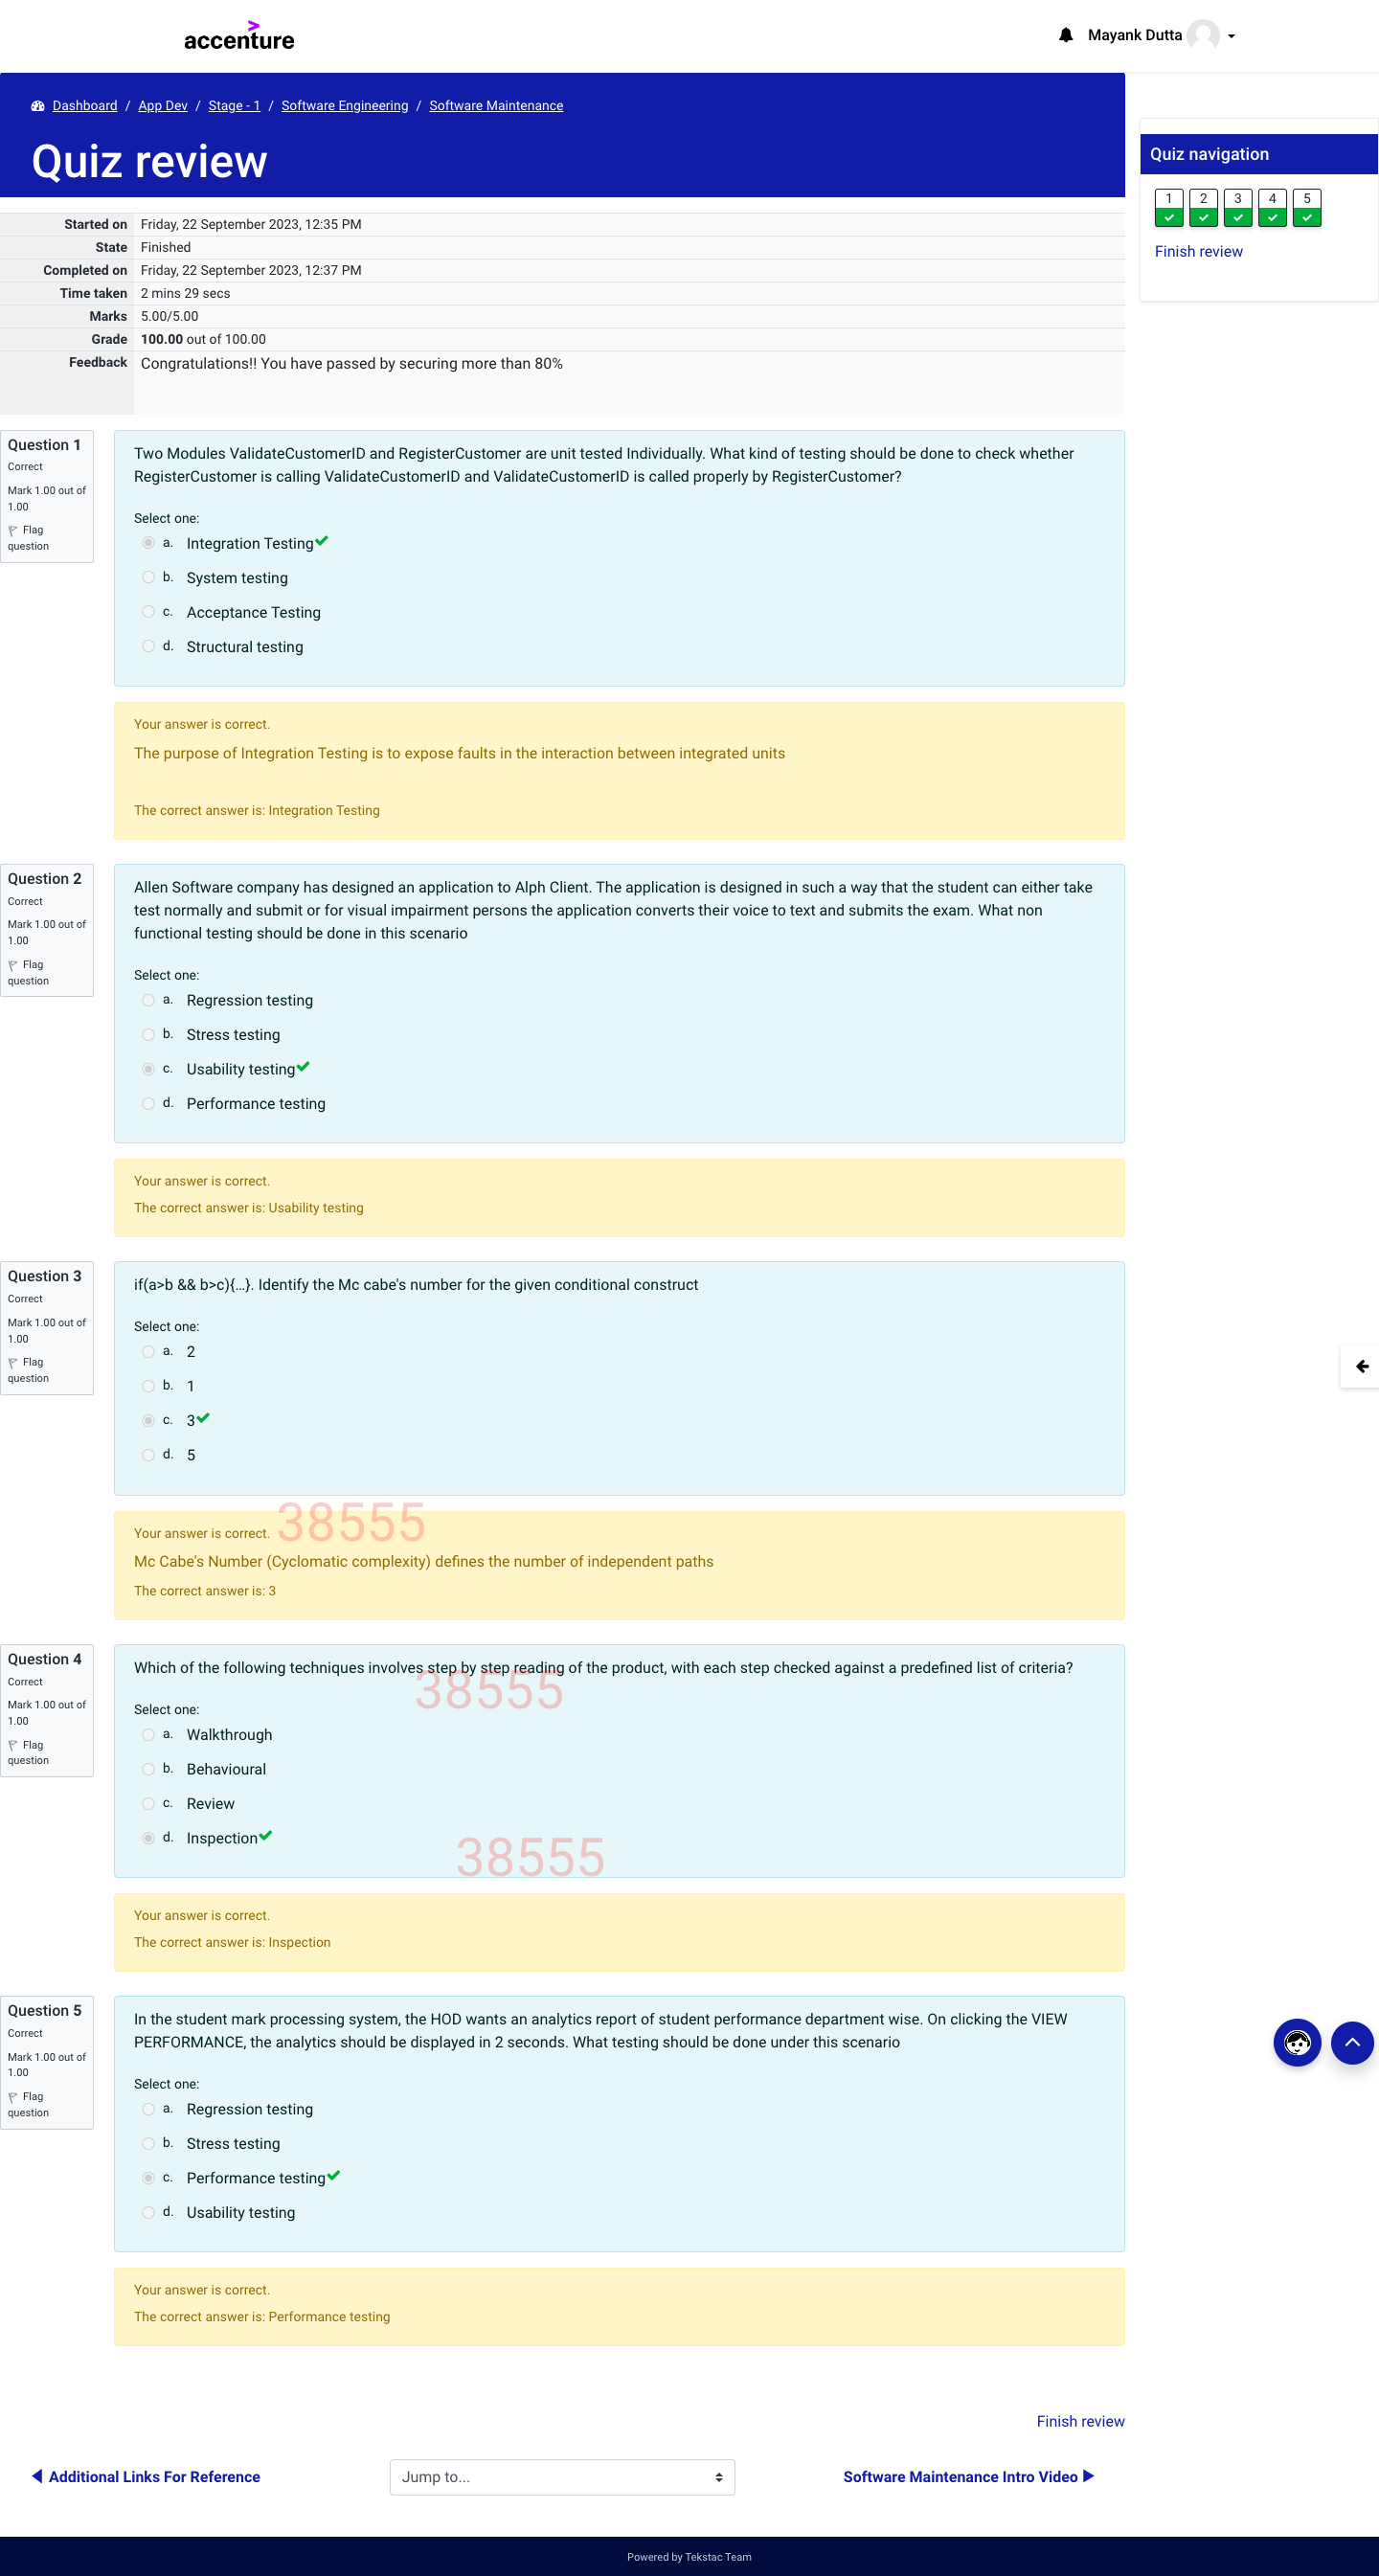 accenture
Mayank Dutta
Dashboard / App Dev / Stage - 1 / Software Engineering / Software Maintenance
Quiz review
Quiz navigation
1 2 3 4 5
Finish review
Started on Friday, 22 September 2023, 12:35 PM
State Finished
Completed on Friday, 22 September 2023, 12:37 PM
Time taken 2 mins 29 secs
Marks 5.00/5.00
Grade 100.00 out of 100.00
Feedback Congratulations!! You have passed by securing more than 80%
Question 1
Correct
Mark 1.00 out of
1.00
Flag
question
Two Modules ValidateCustomerID and RegisterCustomer are unit tested Individually. What kind of testing should be done to check whether
RegisterCustomer is calling ValidateCustomerID and ValidateCustomerID is called properly by RegisterCustomer?
Select one:
a. Integration Testing
b. System testing
c. Acceptance Testing
d. Structural testing
Your answer is correct.
The purpose of Integration Testing is to expose faults in the interaction between integrated units
The correct answer is: Integration Testing
Question 2
Correct
Mark 1.00 out of
1.00
Flag
question
Allen Software company has designed an application to Alph Client. The application is designed in such a way that the student can either take
test normally and submit or for visual impairment persons the application converts their voice to text and submits the exam. What non
functional testing should be done in this scenario
Select one:
a. Regression testing
b. Stress testing
c. Usability testing
d. Performance testing
Your answer is correct.
The correct answer is: Usability testing
Question 3
Correct
Mark 1.00 out of
1.00
Flag
question
if(a>b && b>c){…}. Identify the Mc cabe's number for the given conditional construct
Select one:
a. 2
b. 1
c. 3
d. 5
38555
Your answer is correct.
Mc Cabe's Number (Cyclomatic complexity) defines the number of independent paths
The correct answer is: 3
Question 4
Correct
Mark 1.00 out of
1.00
Flag
question
Which of the following techniques involves step by step reading of the product, with each step checked against a predefined list of criteria?
38555
Select one:
a. Walkthrough
b. Behavioural
c. Review
d. Inspection
38555
Your answer is correct.
The correct answer is: Inspection
Question 5
Correct
Mark 1.00 out of
1.00
Flag
question
In the student mark processing system, the HOD wants an analytics report of student performance department wise. On clicking the VIEW
PERFORMANCE, the analytics should be displayed in 2 seconds. What testing should be done under this scenario
Select one:
a. Regression testing
b. Stress testing
c. Performance testing
d. Usability testing
Your answer is correct.
The correct answer is: Performance testing
Finish review
Additional Links For Reference
Jump to...
Software Maintenance Intro Video
Powered by Tekstac Team